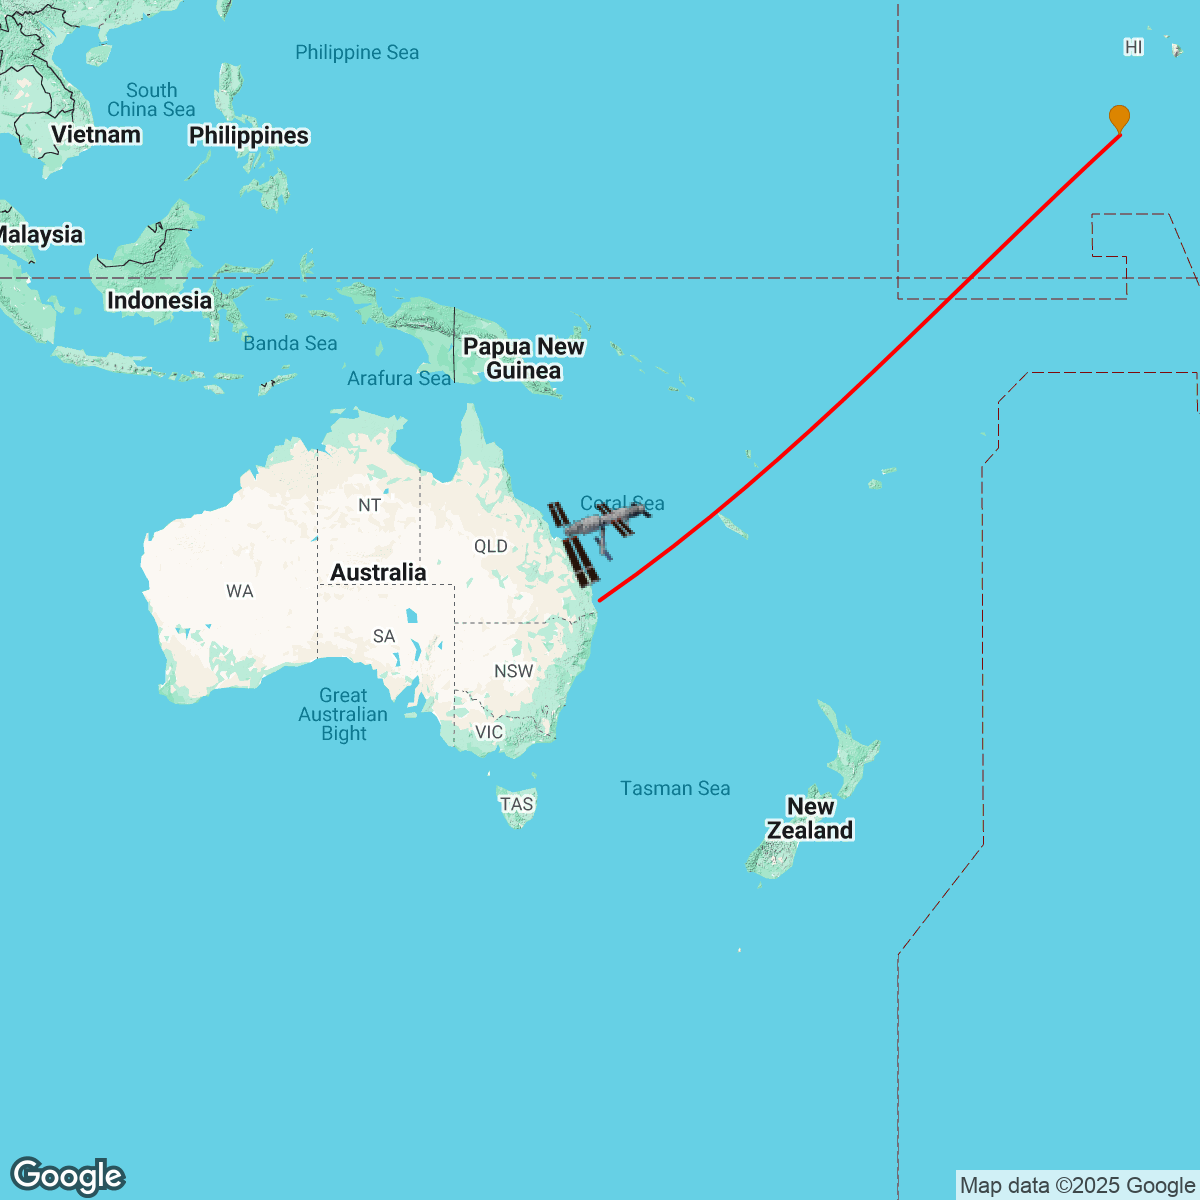 HI
Philippine Sea
South
China Sea
Vietnam
Philippines
Malaysia
Indonesia
Banda Sea
Papua New
Guinea
Arafura Sea
Coral Sea
NT
QLD
Australia
WA
SA
NSW
Great
Australian
Bight
VIC
Tasman Sea
TAS
New
Zealand
Google
Map data ©2025 Google